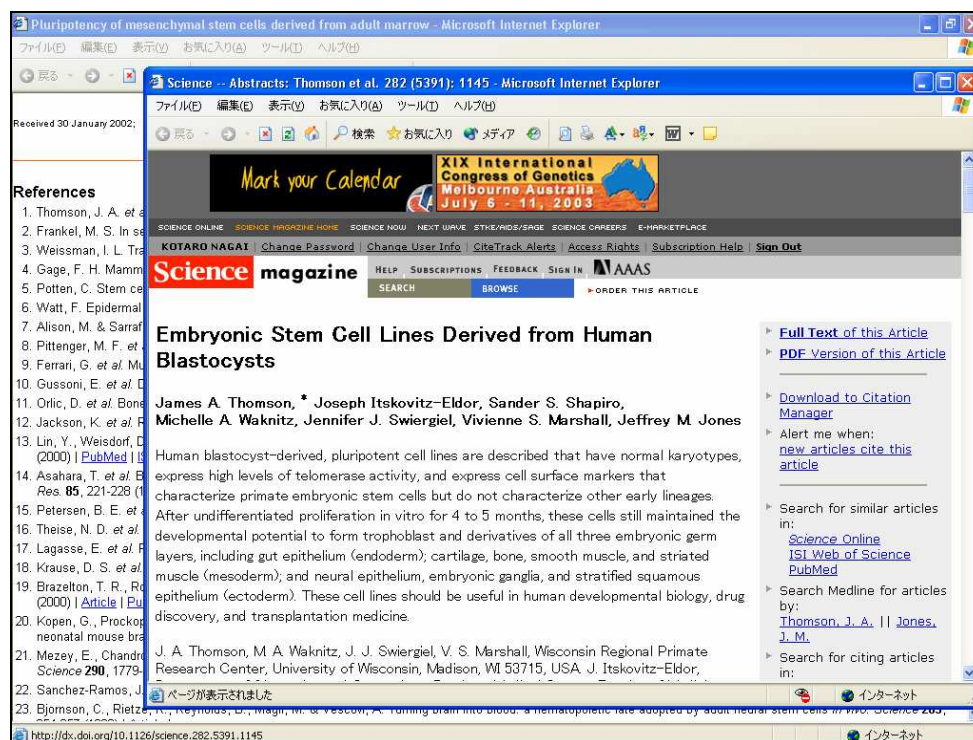 Pluripotency of mesenchymal stem cells derived from adult marrow - Microsoft Internet Explorer
ファイル(F) 編集(E) 表示(V) お気に入り(A) ツール(T) ヘルプ(H)
戻る
Received 30 January 2002;
References
1. Thomson, J. A. et a
2. Frankel, M. S. In se
3. Weissman, I. L. Tra
4. Gage, F. H. Mamm
5. Potten, C. Stem ce
6. Watt, F. Epidermal
7. Alison, M. & Sarraf
8. Pittenger, M. F. et
9. Ferrari, G. et al. Mu
10. Gussoni, E. et al. D
11. Orlic, D. et al. Bone
12. Jackson, K. et al. R
13. Lin, Y., Weisdorf, D
(2000) | PubMed | IS
14. Asahara, T. et al. B
Res. 85, 221-228 (1
15. Petersen, B. E. et
16. Theise, N. D. et al.
17. Lagasse, E. et al. P
18. Krause, D. S. et al.
19. Brazelton, T. R., Ro
(2000) | Article | Pu
20. Kopen, G., Prockop
neonatal mouse bra
21. Mezey, E., Chandr
Science 290, 1779-
22. Sanchez-Ramos, J.
23. Bjornson, C., Rietze, R., Reynolds, B., Magli, M. & Vescovi, A. Turning brain into blood: a hematopoietic fate adopted by adult neural stem cells in vivo. Science 283,
http://dx.doi.org/10.1126/science.282.5391.1145
インターネット
Science -- Abstracts: Thomson et al. 282 (5391): 1145 - Microsoft Internet Explorer
ファイル(F) 編集(E) 表示(V) お気に入り(A) ツール(T) ヘルプ(H)
戻る 検索 お気に入り メディア
Mark your Calendar
XIX International
Congress of Genetics
Melbourne Australia
July 6 - 11, 2003
SCIENCE ONLINE SCIENCE MAGAZINE HOME SCIENCE NOW NEXT WAVE STKE/AIDS/SAGE SCIENCE CAREERS E-MARKETPLACE
KOTARO NAGAI | Change Password | Change User Info | CiteTrack Alerts | Access Rights | Subscription Help | Sign Out
Science magazine HELP SUBSCRIPTIONS FEEDBACK SIGN IN AAAS
SEARCH BROWSE ORDER THIS ARTICLE
Embryonic Stem Cell Lines Derived from Human
Blastocysts
James A. Thomson, * Joseph Itskovitz-Eldor, Sander S. Shapiro,
Michelle A. Waknitz, Jennifer J. Swiergiel, Vivienne S. Marshall, Jeffrey M. Jones
Human blastocyst-derived, pluripotent cell lines are described that have normal karyotypes,
express high levels of telomerase activity, and express cell surface markers that
characterize primate embryonic stem cells but do not characterize other early lineages.
After undifferentiated proliferation in vitro for 4 to 5 months, these cells still maintained the
developmental potential to form trophoblast and derivatives of all three embryonic germ
layers, including gut epithelium (endoderm); cartilage, bone, smooth muscle, and striated
muscle (mesoderm); and neural epithelium, embryonic ganglia, and stratified squamous
epithelium (ectoderm). These cell lines should be useful in human developmental biology, drug
discovery, and transplantation medicine.
J. A. Thomson, M. A. Waknitz, J. J. Swiergiel, V. S. Marshall, Wisconsin Regional Primate
Research Center, University of Wisconsin, Madison, WI 53715, USA. J. Itskovitz-Eldor,
Full Text of this Article
PDF Version of this Article
Download to Citation
Manager
Alert me when:
new articles cite this
article
Search for similar articles
in:
Science Online
ISI Web of Science
PubMed
Search Medline for articles
by:
Thomson, J. A. || Jones,
J. M.
Search for citing articles
in:
ページが表示されました
インターネット